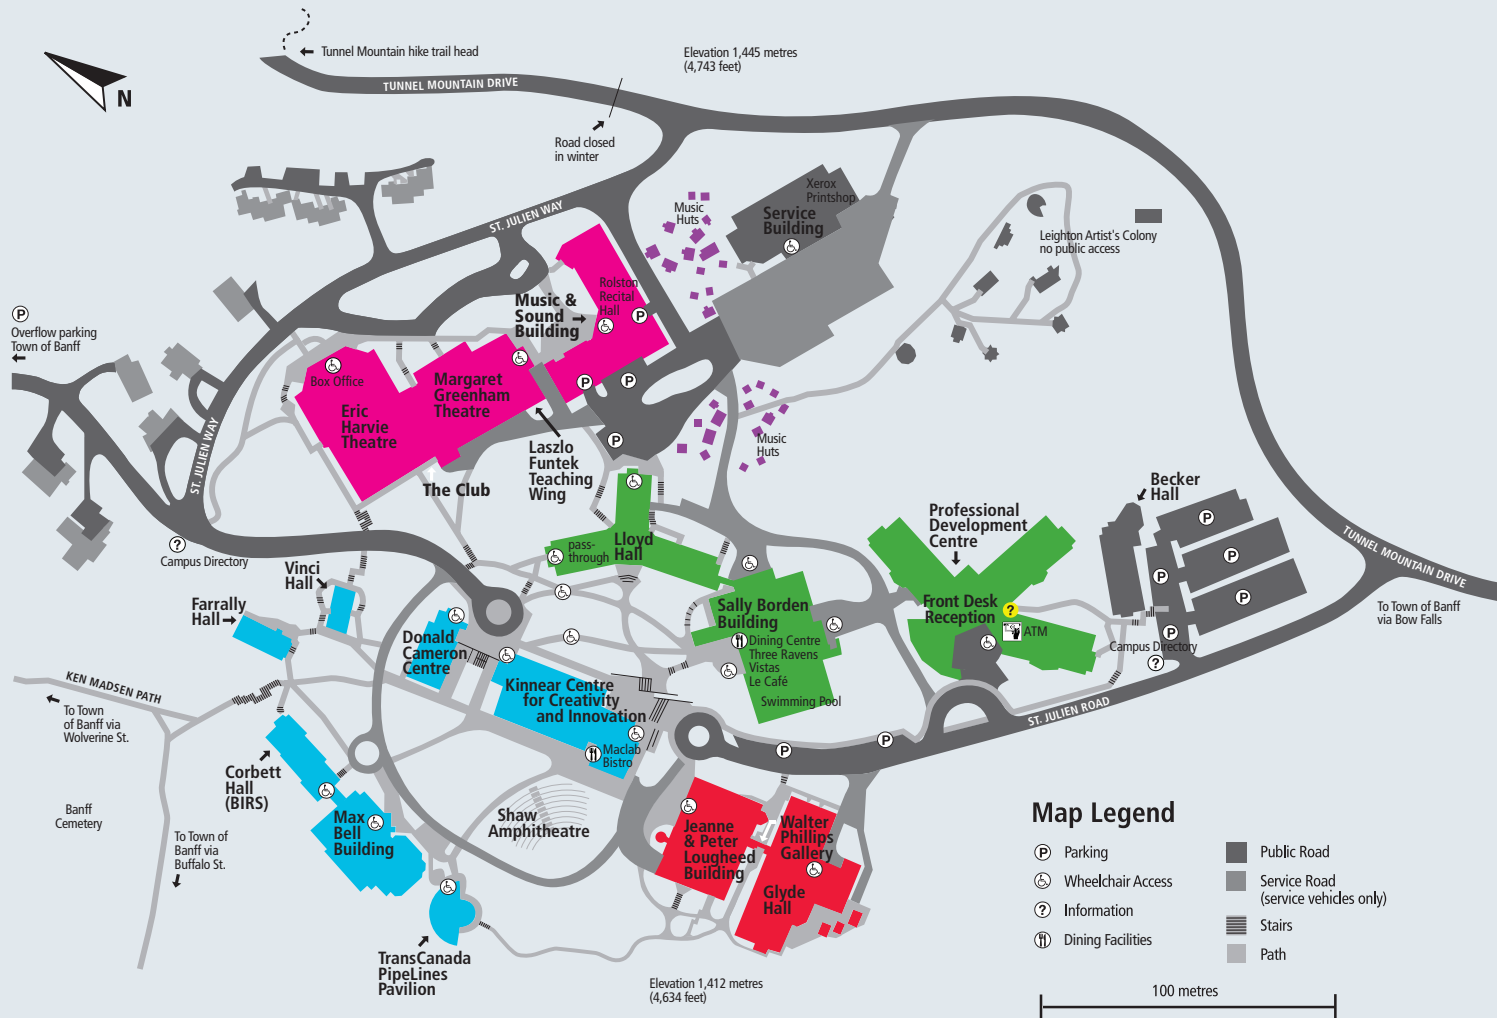 Tunnel Mountain hike trail head
Elevation 1,445 metres
(4,743 feet)
TUNNEL MOUNTAIN DRIVE
N
Road closed
in winter
Xerox
Printshop
Service
Building
Music
Huts
ST. JULIEN WAY
Leighton Artist's Colony
no public access
Rolston
Recital
Hall
Music &
Sound
Building
P
P
Overflow parking
Town of Banff
Box Office
Margaret
Greenham
Theatre
P
P
Eric
Harvie
Theatre
P
Music
Huts
ST. JULIEN WAY
Laszlo
Funtek
Teaching
Wing
The Club
Becker
Hall
Professional
Development
Centre
P
Lloyd
Hall
pass-
through
?
Campus Directory
TUNNEL MOUNTAIN DRIVE
P
Vinci
Hall
P
P
Farrally
Hall
Sally Borden
Building
Front Desk
Reception
?
ATM
To Town of Banff
via Bow Falls
P
Campus Directory
?
Donald
Cameron
Centre
Dining Centre
Three Ravens
Vistas
Le Café
Swimming Pool
KEN MADSEN PATH
Kinnear Centre
for Creativity
and Innovation
To Town
of Banff via
Wolverine St.
ST. JULIEN ROAD
P
P
Maclab
Bistro
Corbett
Hall
(BIRS)
Banff
Cemetery
Max
Bell
Building
Shaw
Amphitheatre
Jeanne
& Peter
Lougheed
Building
Walter
Phillips
Gallery
Glyde
Hall
To Town of
Banff via
Buffalo St.
TransCanada
PipeLines
Pavilion
Elevation 1,412 metres
(4,634 feet)
Map Legend
P Parking
Wheelchair Access
? Information
Dining Facilities
Public Road
Service Road
(service vehicles only)
Stairs
Path
100 metres